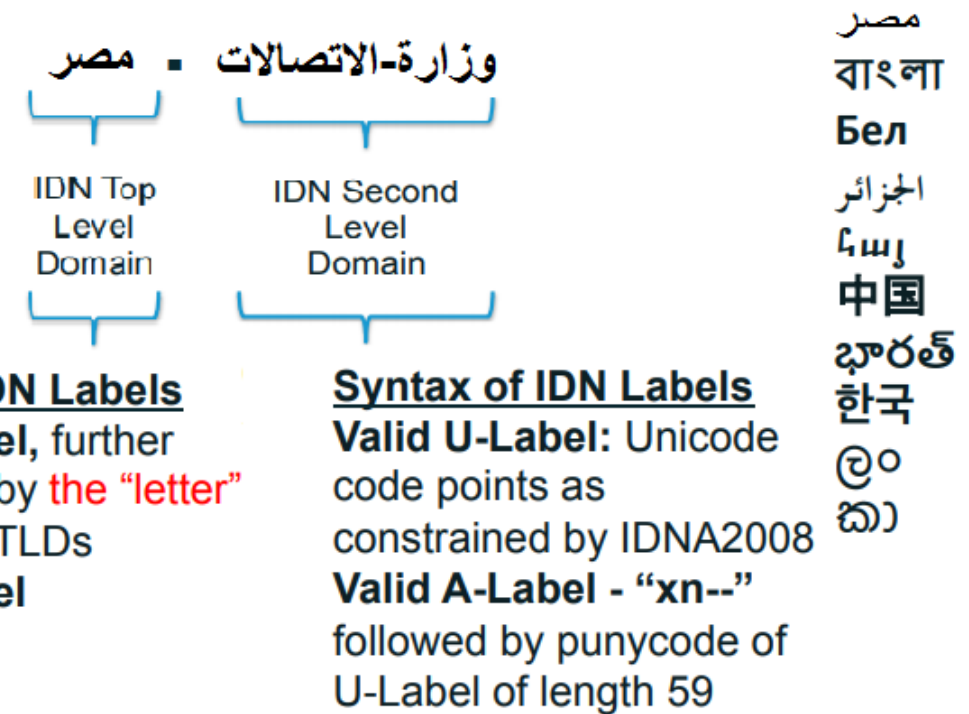 وزارة-الاتصالات . مصر
IDN Top
Level
Domain
IDN Second
Level
Domain
DN Labels
el, further
by the “letter”
TLDs
el
Syntax of IDN Labels
Valid U-Label: Unicode
code points as
constrained by IDNA2008
Valid A-Label - “xn--”
followed by punycode of
U-Label of length 59
مصر
বাংলা
Бел
الجزائر
հայ
中国
భారత్
한국
ලං
කා